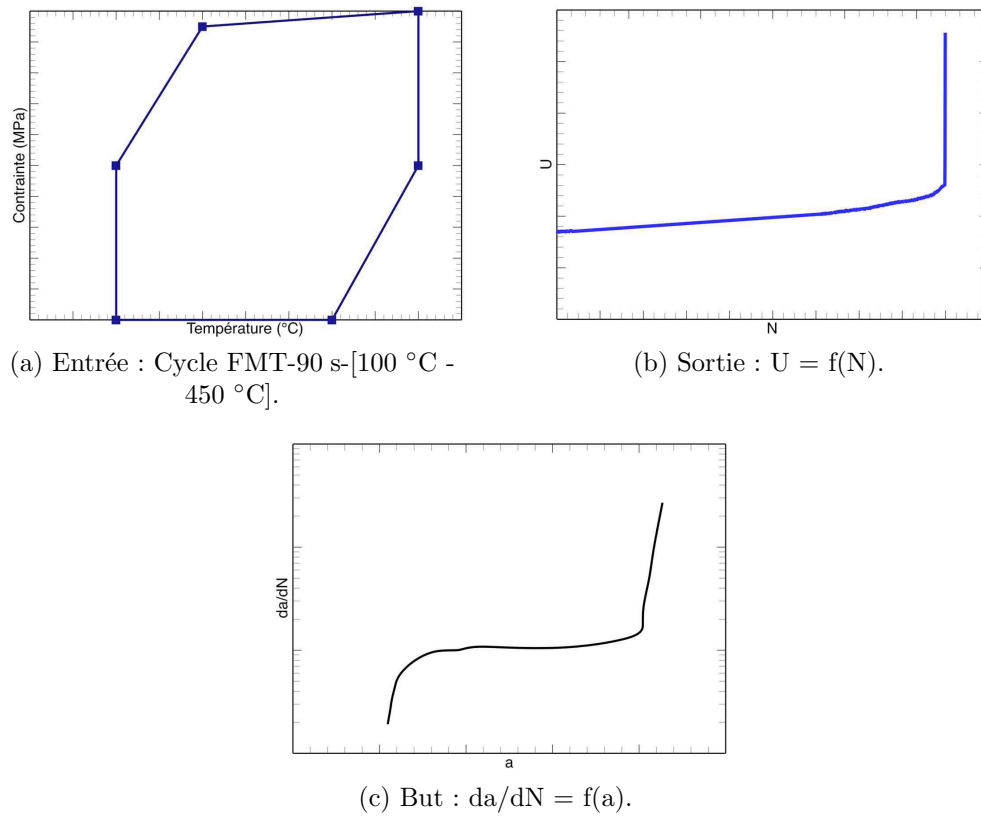 Contrainte (MPa)
Température (°C)
(a) Entrée : Cycle FMT-90 s-[100 °C -
450 °C].
U
N
(b) Sortie : U = f(N).
da/dN
a
(c) But : da/dN = f(a).